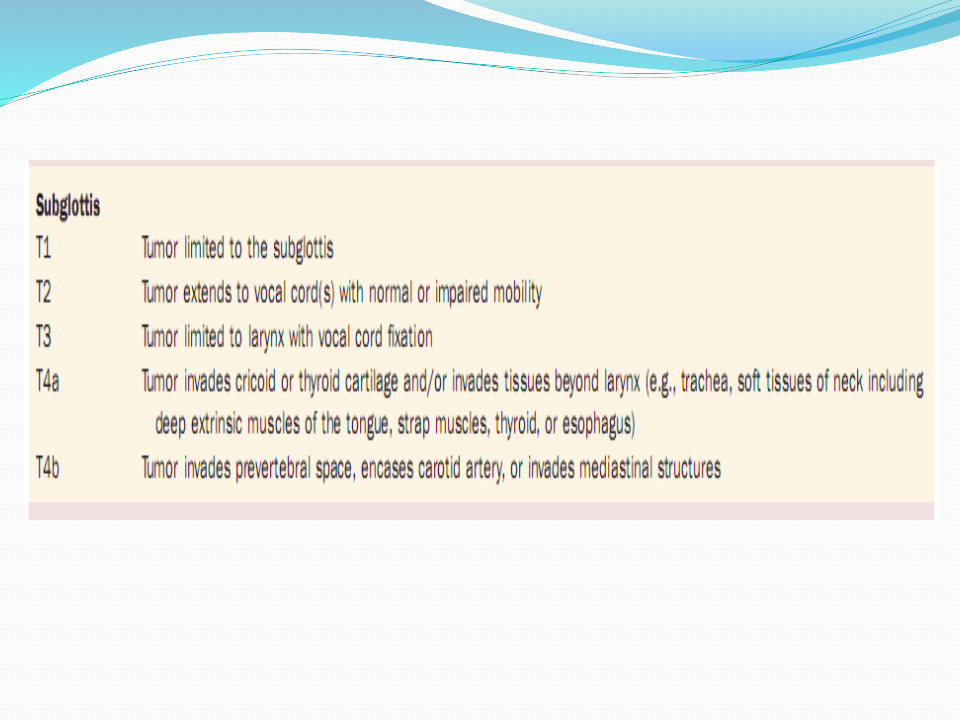 Subglottis
T1 Tumor limited to the subglottis
T2 Tumor extends to vocal cord(s) with normal or impaired mobility
T3 Tumor limited to larynx with vocal cord fixation
T4a Tumor invades cricoid or thyroid cartilage and/or invades tissues beyond larynx (e.g., trachea, soft tissues of neck including
deep extrinsic muscles of the tongue, strap muscles, thyroid, or esophagus)
T4b Tumor invades prevertebral space, encases carotid artery, or invades mediastinal structures